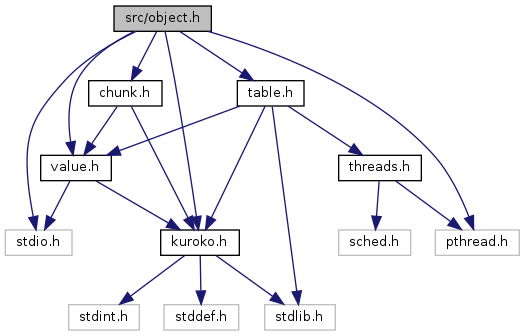 src/object.h
chunk.h
table.h
value.h
threads.h
stdio.h
kuroko.h
sched.h
pthread.h
stdint.h
stddef.h
stdlib.h